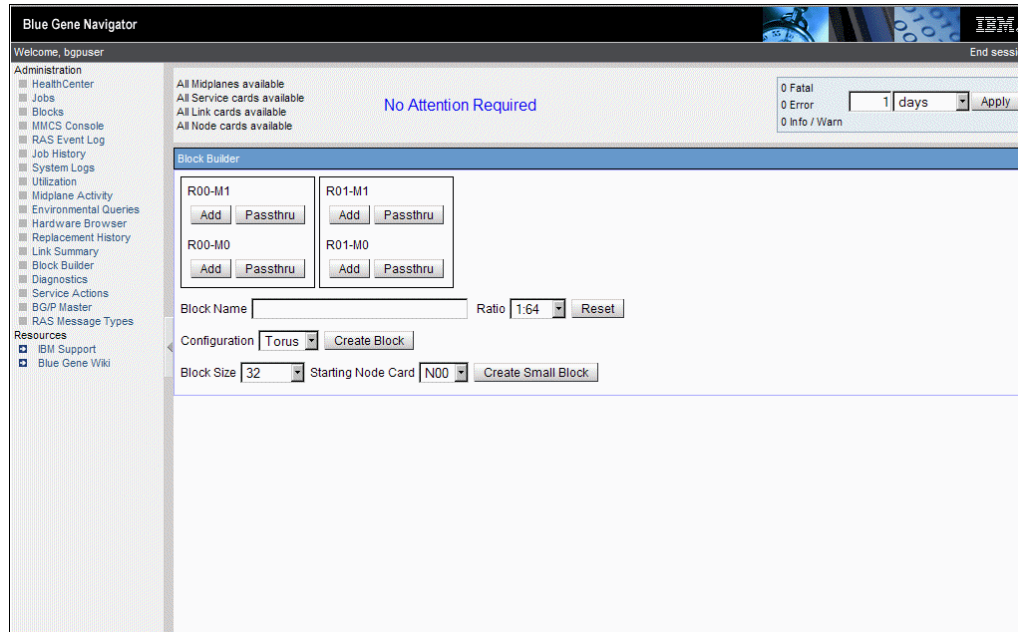 Blue Gene Navigator
IBM.
Welcome, bgpuser
End sessi
Administration
HealthCenter
Jobs
Blocks
MMCS Console
RAS Event Log
Job History
System Logs
Utilization
Midplane Activity
Environmental Queries
Hardware Browser
Replacement History
Link Summary
Block Builder
Diagnostics
Service Actions
BG/P Master
RAS Message Types
Resources
IBM Support
Blue Gene Wiki
All Midplanes available
All Service cards available
All Link cards available
All Node cards available
No Attention Required
0 Fatal
0 Error
0 Info / Warn
1 days Apply
Block Builder
R00-M1 R01-M1
Add Passthru Add Passthru
R00-M0 R01-M0
Add Passthru Add Passthru
Block Name Ratio 1:64 Reset
Configuration Torus Create Block
Block Size 32 Starting Node Card N00 Create Small Block